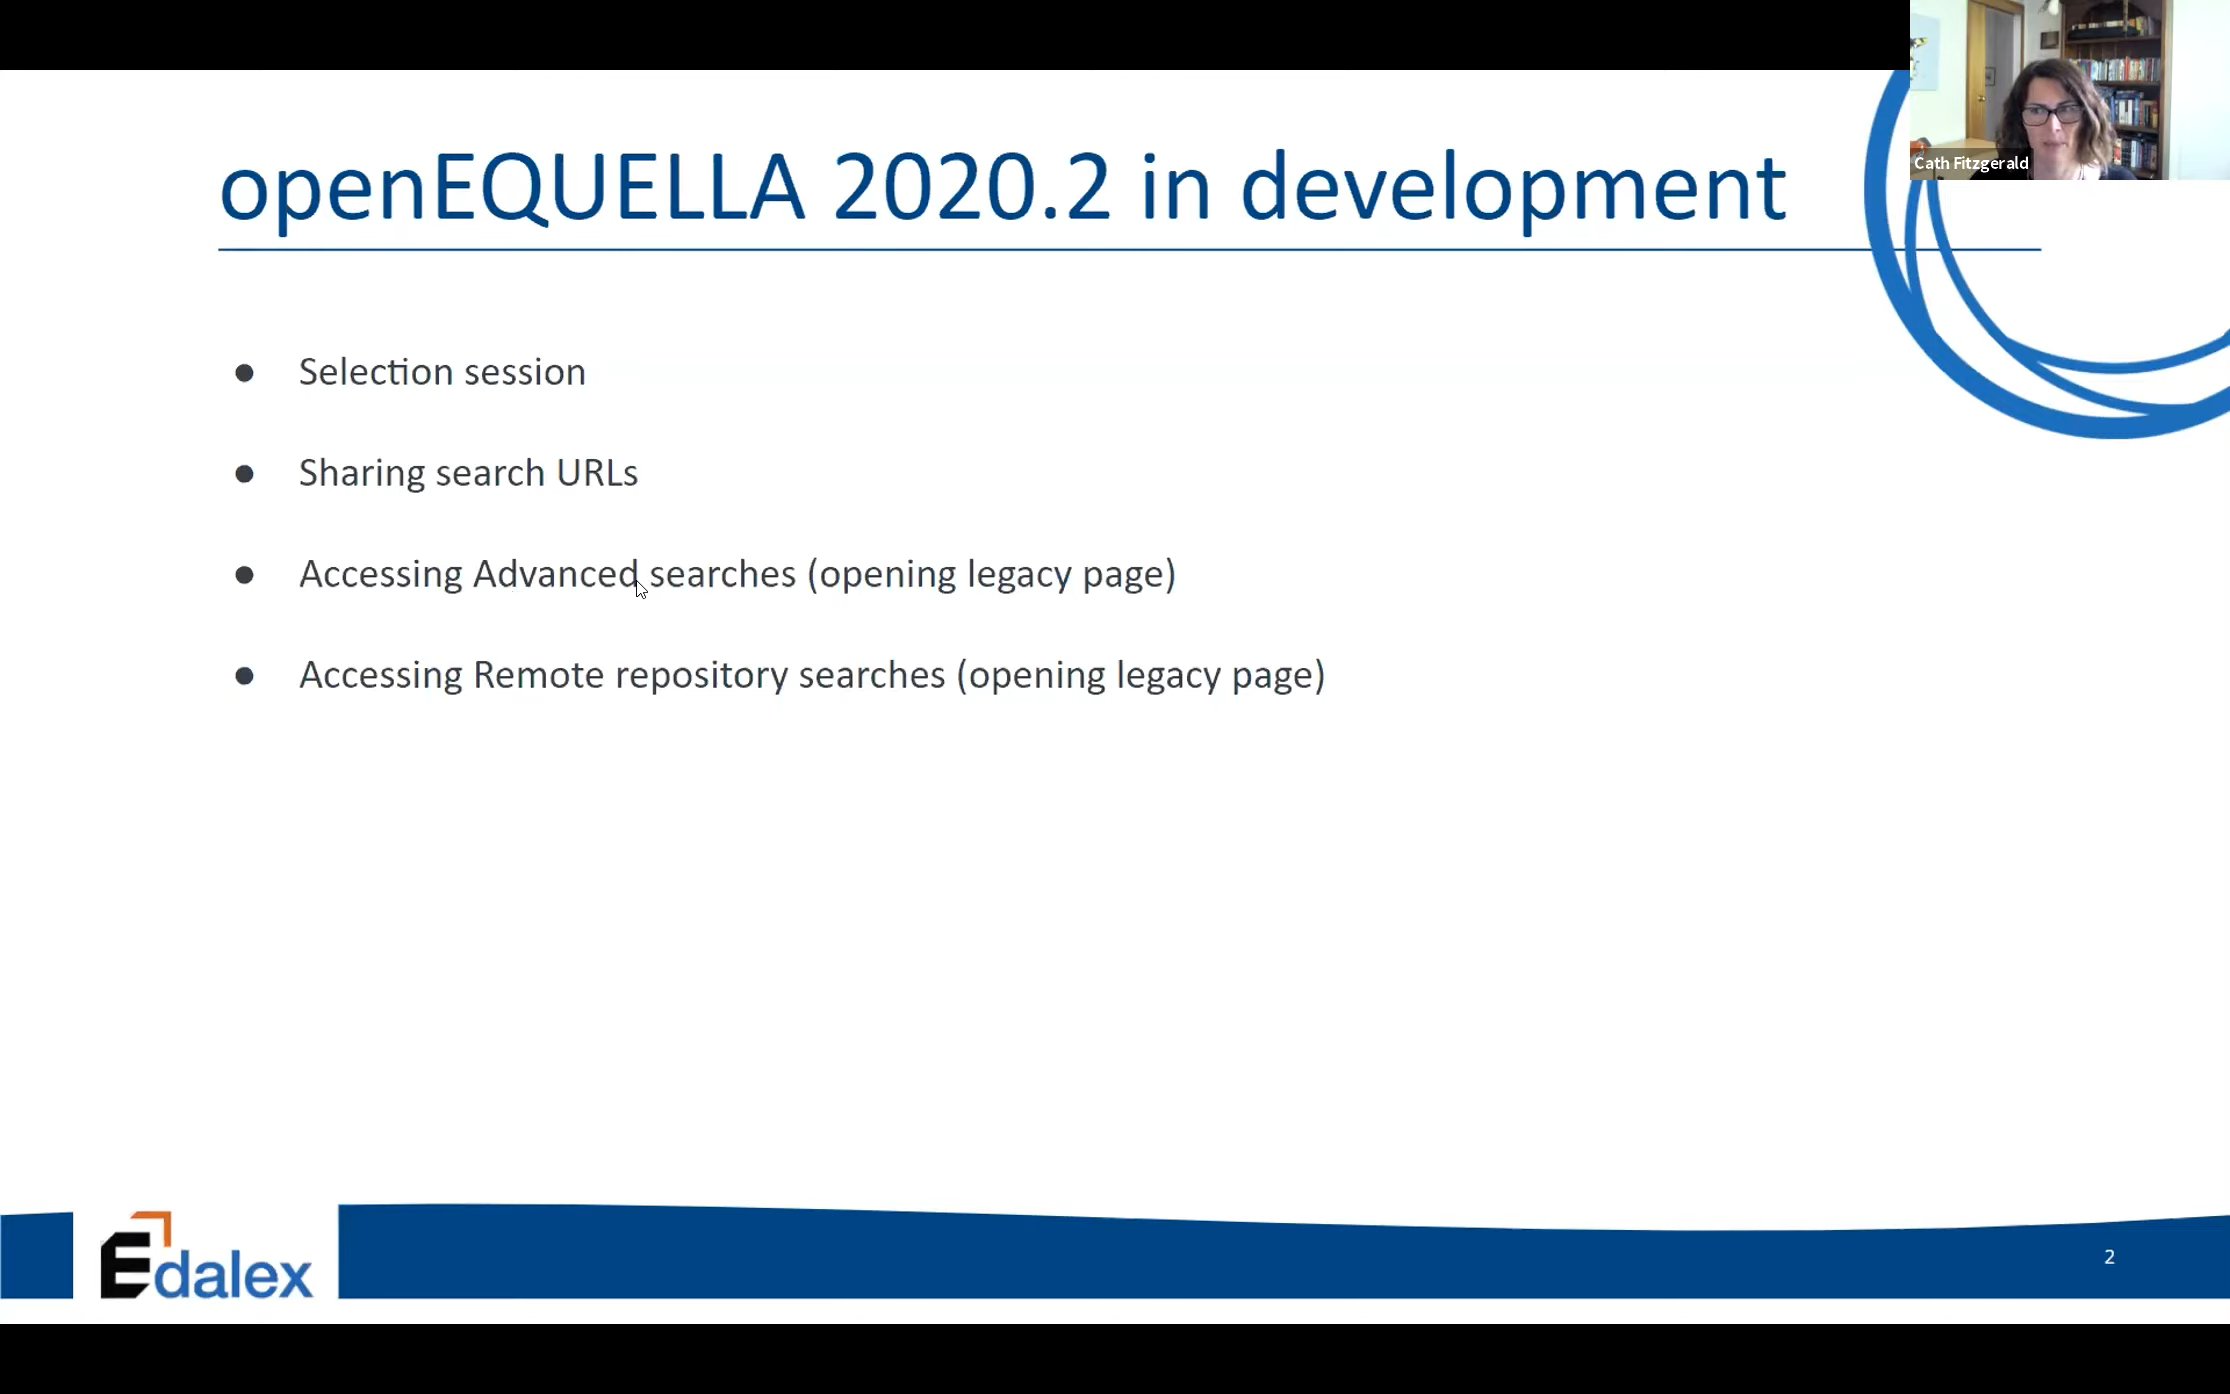 Cath Fitzgerald
openEQUELLA 2020.2 in development
● Selection session
● Sharing search URLs
● Accessing Advanced searches (opening legacy page)
● Accessing Remote repository searches (opening legacy page)
Edalex
2